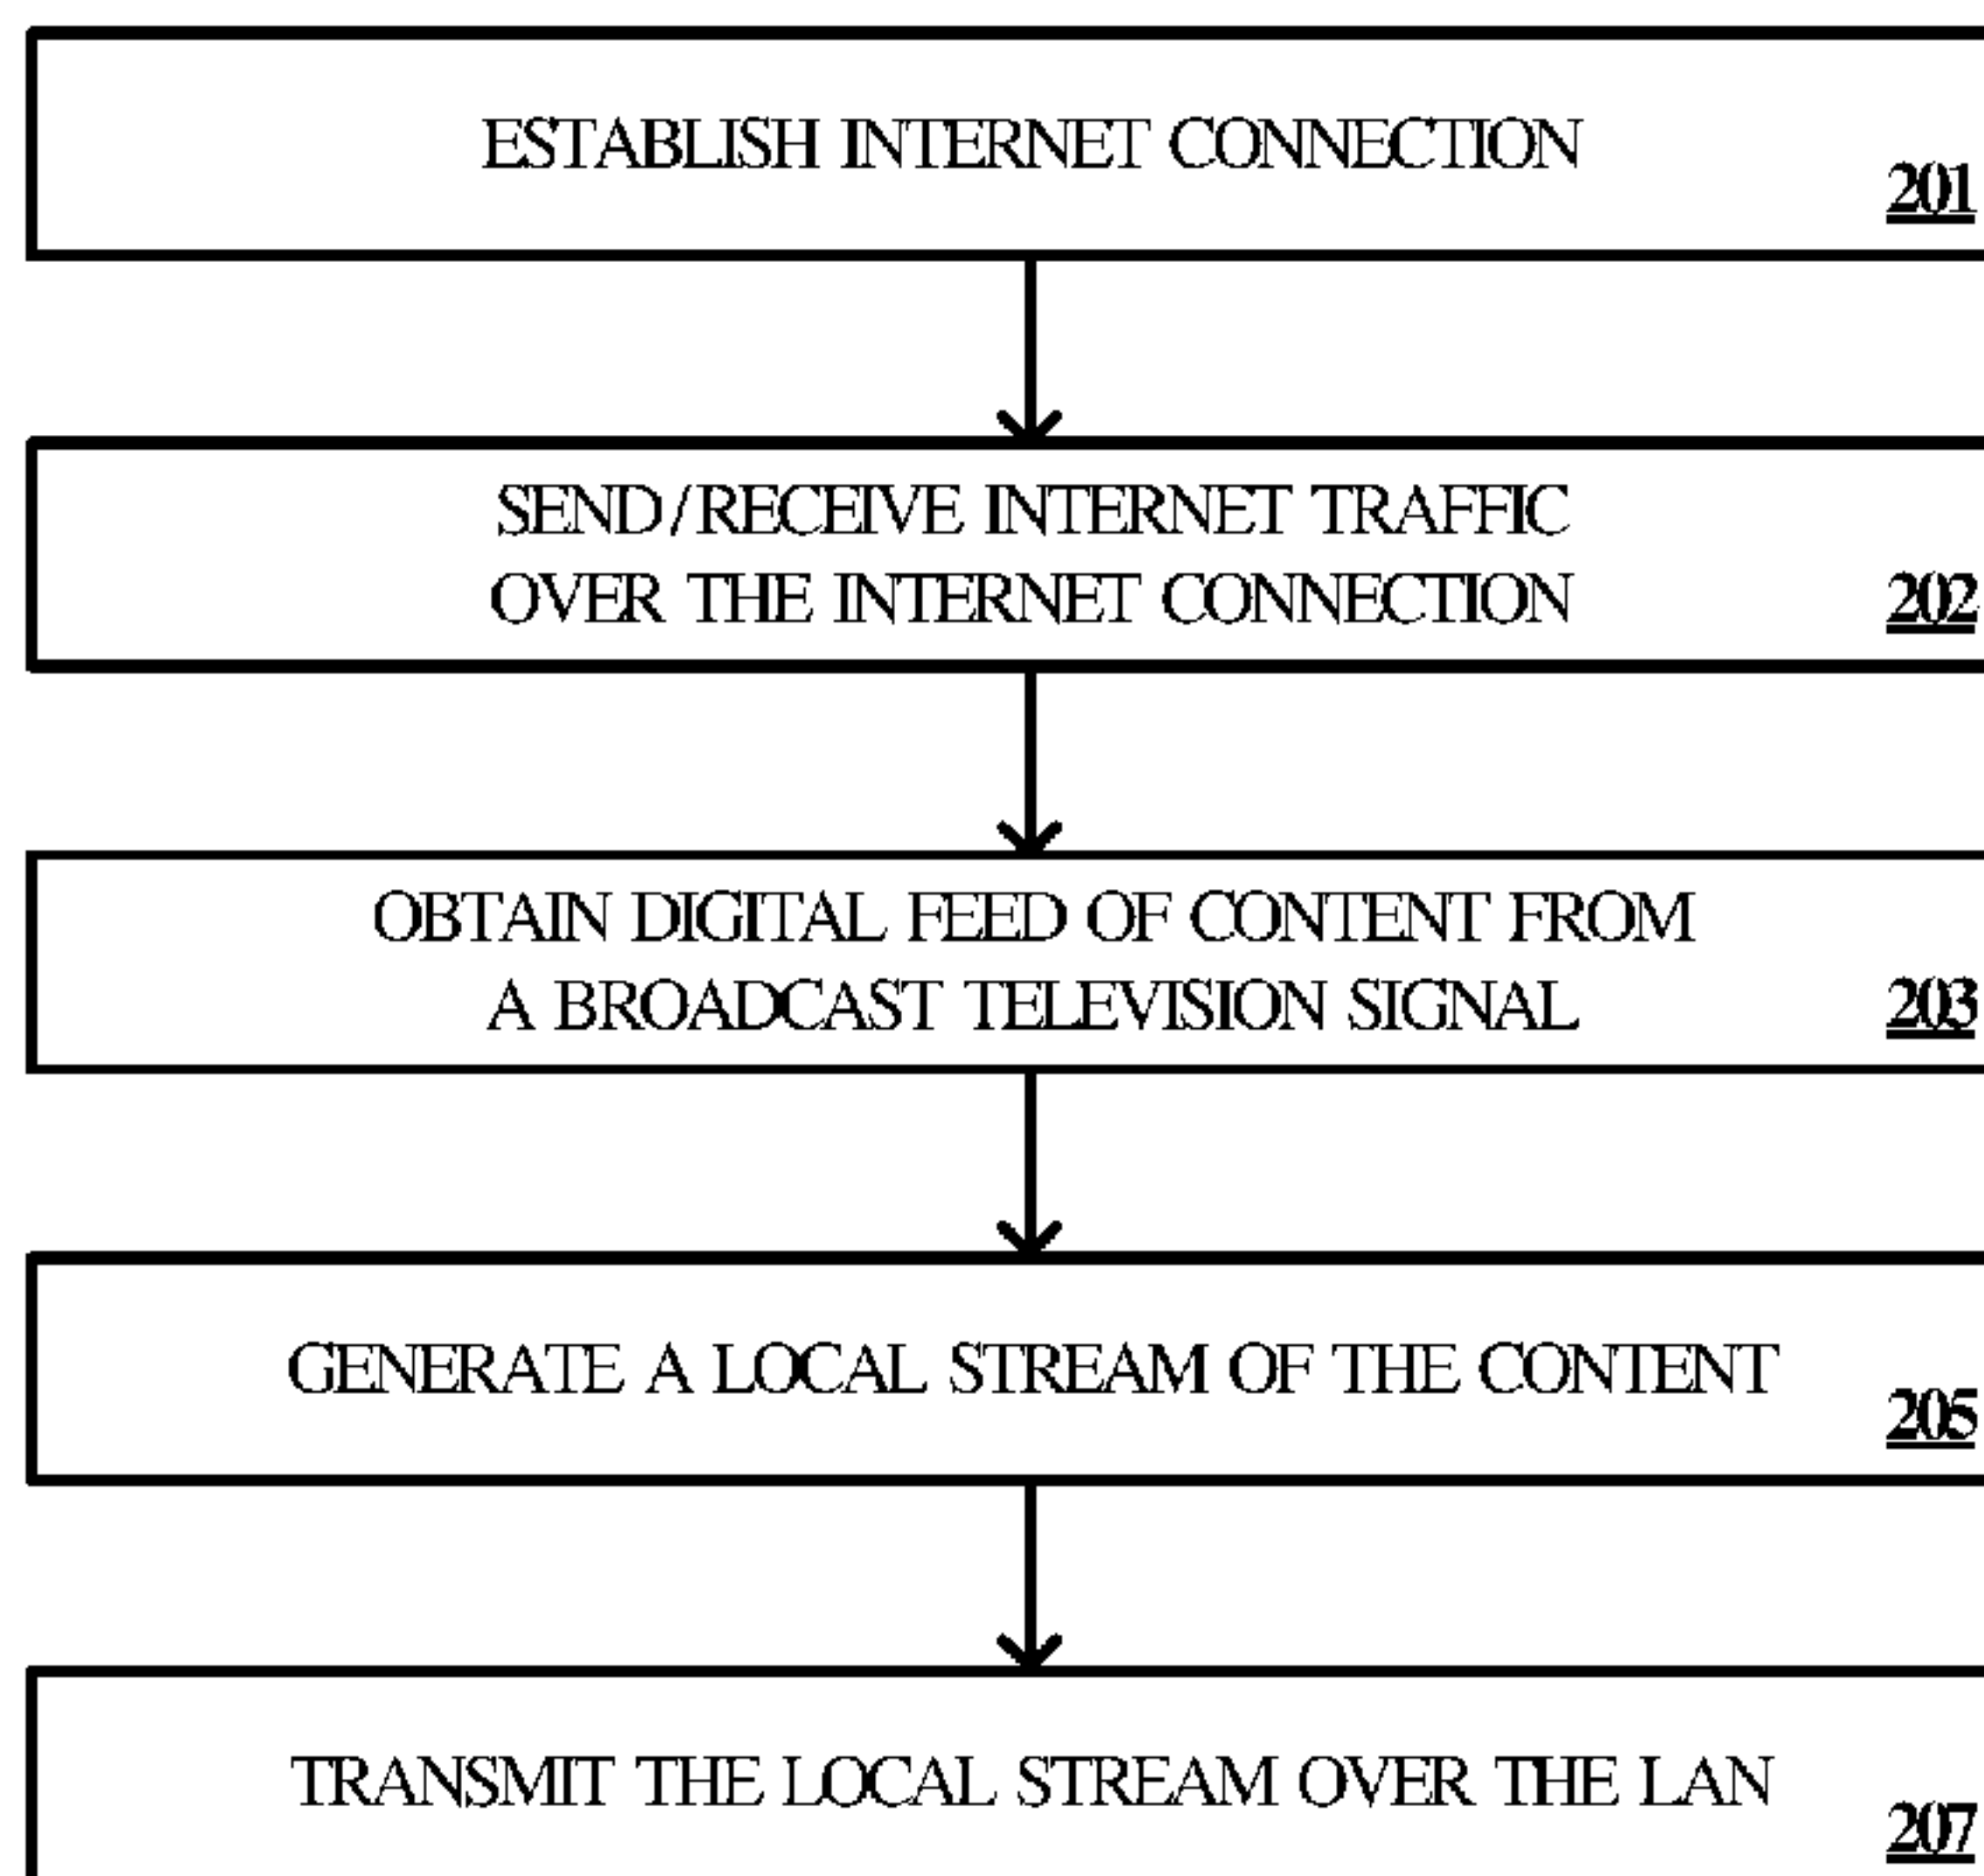 ESTABLISH INTERNET CONNECTION
201
SEND/RECEIVE INTERNET TRAFFIC
OVER THE INTERNET CONNECTION
202
OBTAIN DIGITAL FEED OF CONTENT FROM
A BROADCAST TELEVISION SIGNAL
203
GENERATE A LOCAL STREAM OF THE CONTENT
205
TRANSMIT THE LOCAL STREAM OVER THE LAN
207